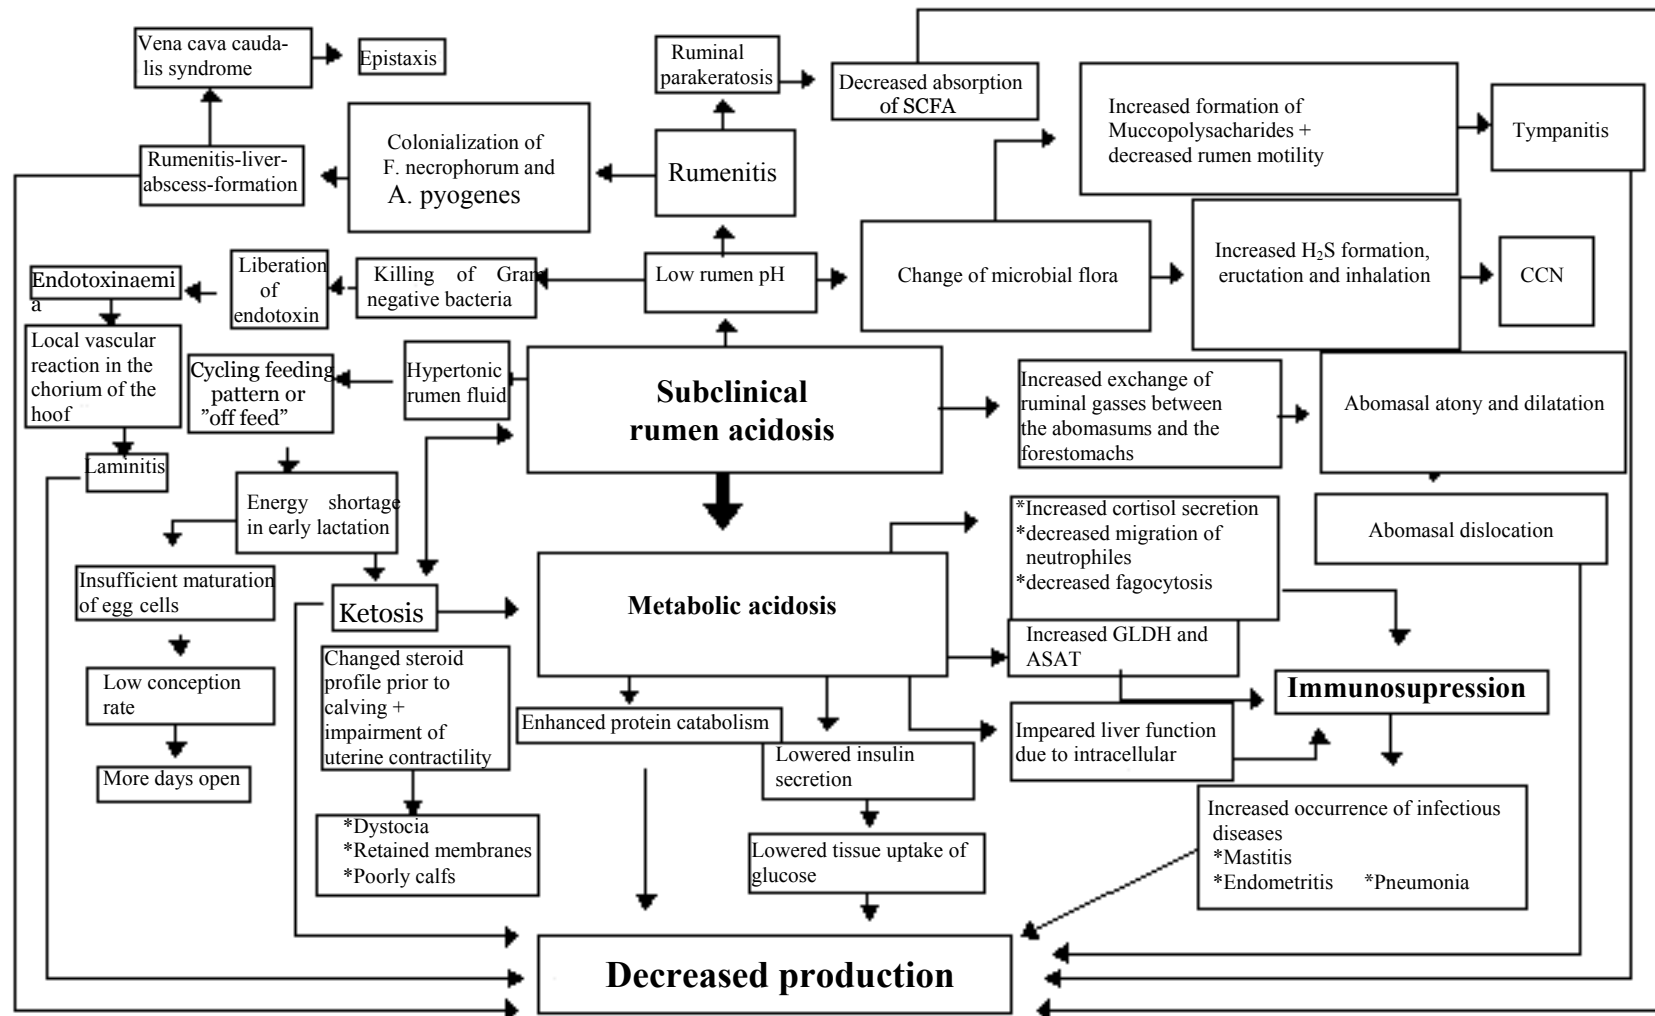 Vena cava cauda-
lis syndrome
Epistaxis
Ruminal
parakeratosis
Decreased absorption
of SCFA
Increased formation of
Muccopolysacharides +
decreased rumen motility
Tympanitis
Rumenitis-liver-
-abscess-formation
Colonialization of
F. necrophorum and
A. pyogenes
Rumenitis
Endotoxinaemi
a
Liberation
of
endotoxin
Killing of Gram
negative bacteria
Low rumen pH
Change of microbial flora
Increased H₂S formation,
eructation and inhalation
CCN
Local vascular
reaction in the
chorium of the
hoof
Cycling feeding
pattern or
"off feed"
Hypertonic
rumen fluid
Subclinical
rumen acidosis
Increased exchange of
ruminal gasses between
the abomasums and the
forestomachs
Abomasal atony and dilatation
Laminitis
Energy shortage
in early lactation
*Increased cortisol secretion
*decreased migration of
neutrophiles
*decreased fagocytosis
Abomasal dislocation
Insufficient maturation
of egg cells
Ketosis
Metabolic acidosis
Increased GLDH and
ASAT
Low conception
rate
Changed steroid
profile prior to
calving +
impairment of
uterine contractility
Immunosupression
Enhanced protein catabolism
Lowered insulin
secretion
Impeared liver function
due to intracellular
More days open
*Dystocia
*Retained membranes
*Poorly calfs
Lowered tissue uptake of
glucose
Increased occurrence of infectious
diseases
*Mastitis
*Endometritis *Pneumonia
Decreased production